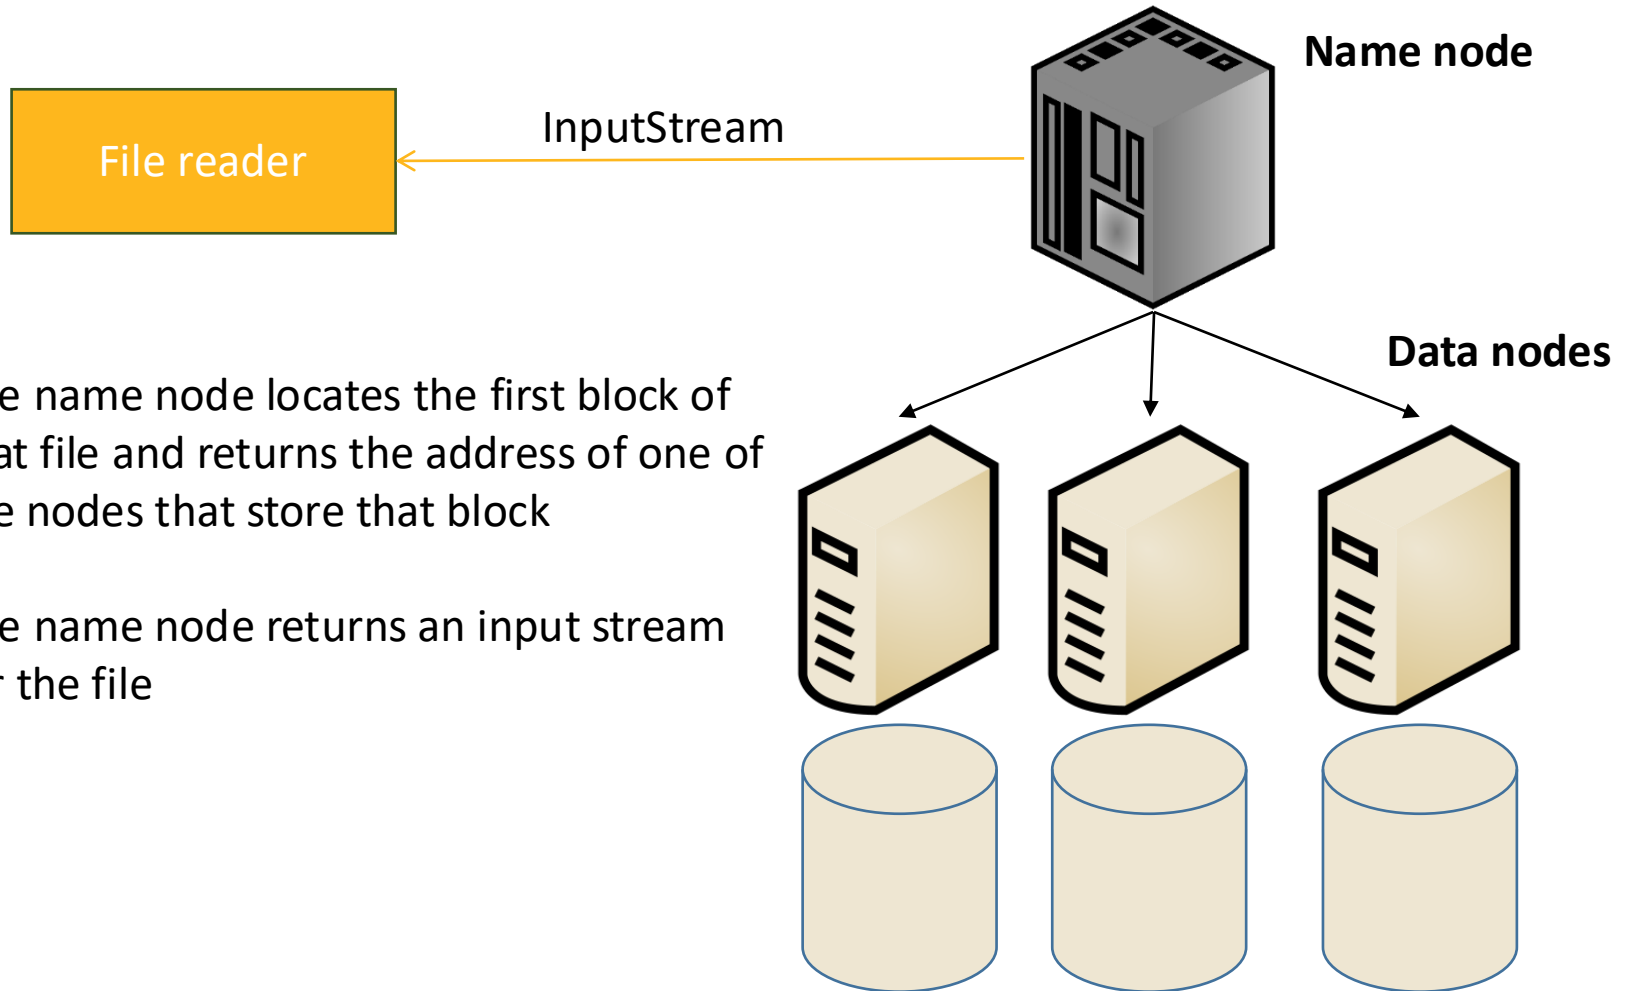 Name node
InputStream
File reader
Data nodes
e name node locates the first block of
at file and returns the address of one of
e nodes that store that block
e name node returns an input stream
r the file